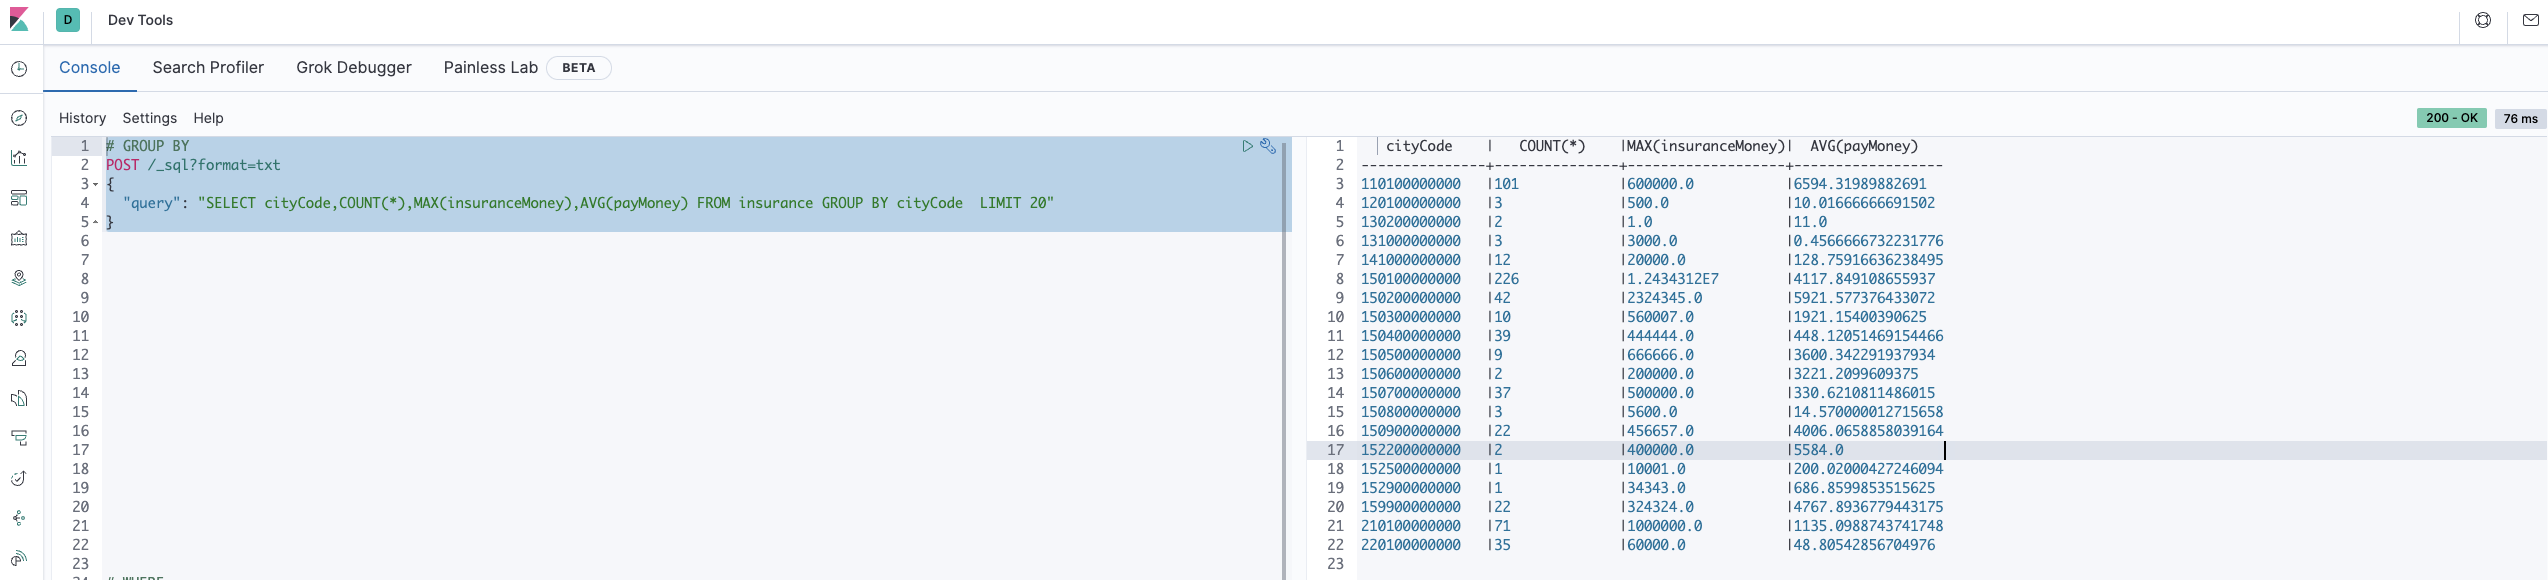 D Dev Tools
Console Search Profiler Grok Debugger Painless Lab BETA
History Settings Help
200 - OK 76 ms
1 # GROUP BY
2 POST /_sql?format=txt
3 {
4 "query": "SELECT cityCode,COUNT(*),MAX(insuranceMoney),AVG(payMoney) FROM insurance GROUP BY cityCode  LIMIT 20"
5 }
6
7
8
9
10
11
12
13
14
15
16
17
18
19
20
21
22
23
24 # WHERE
1 cityCode | COUNT(*) |MAX(insuranceMoney)| AVG(payMoney)
2 ---------------+---------------+-------------------+------------------
3 110100000000 |101 |600000.0 |6594.31989882691
4 120100000000 |3 |500.0 |10.01666666691502
5 130200000000 |2 |1.0 |11.0
6 131000000000 |3 |3000.0 |0.4566666732231776
7 141000000000 |12 |20000.0 |128.75916636238495
8 150100000000 |226 |1.2434312E7 |4117.849108655937
9 150200000000 |42 |2324345.0 |5921.577376433072
10 150300000000 |10 |560007.0 |1921.15400390625
11 150400000000 |39 |444444.0 |448.12051469154466
12 150500000000 |9 |666666.0 |3600.342291937934
13 150600000000 |2 |200000.0 |3221.2099609375
14 150700000000 |37 |500000.0 |330.6210811486015
15 150800000000 |3 |5600.0 |14.570000012715658
16 150900000000 |22 |456657.0 |4006.0658858039164
17 152200000000 |2 |400000.0 |5584.0
18 152500000000 |1 |10001.0 |200.02000427246094
19 152900000000 |1 |34343.0 |686.8599853515625
20 159900000000 |22 |324324.0 |4767.8936779443175
21 210100000000 |71 |1000000.0 |1135.0988743741748
22 220100000000 |35 |60000.0 |48.80542856704976
23